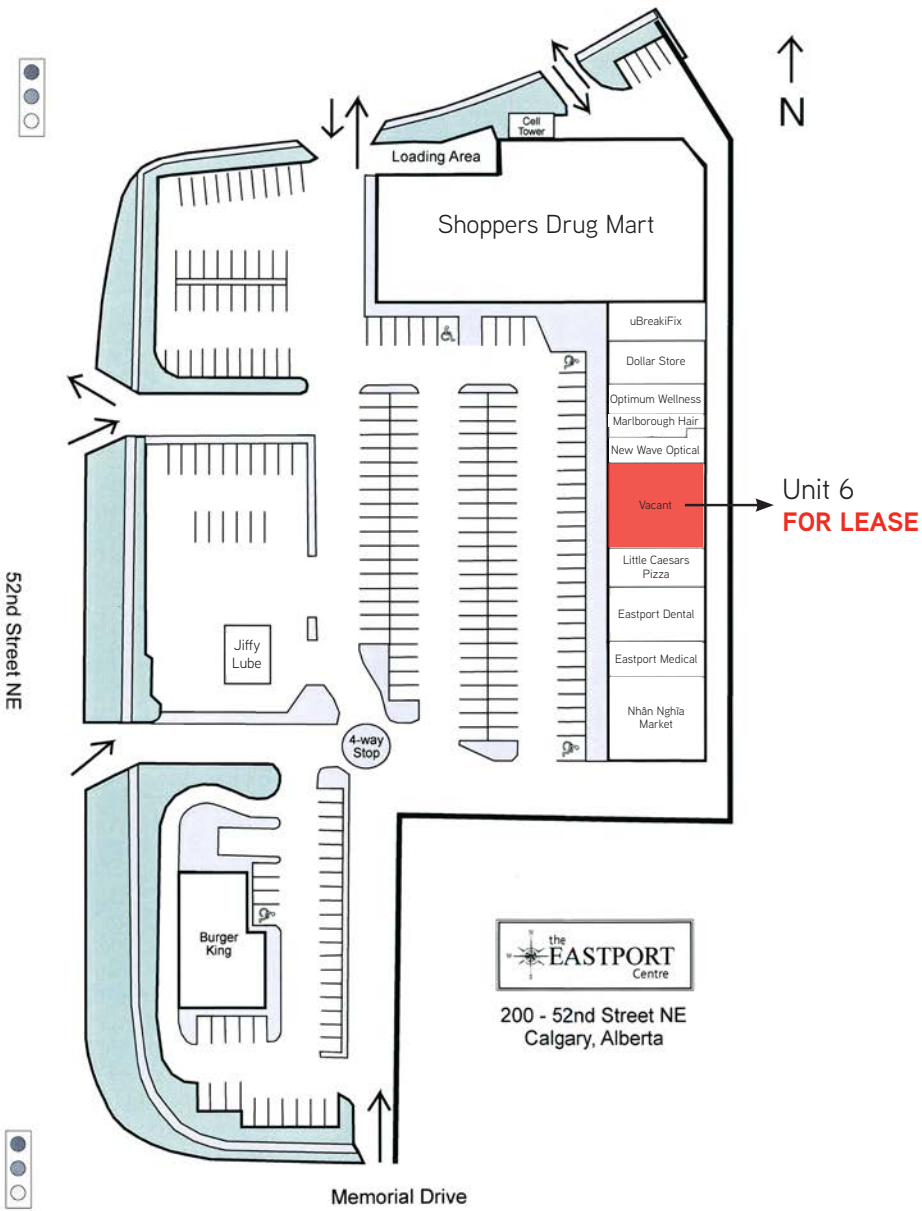 N
Cell
Tower
Loading Area
Shoppers Drug Mart
uBreakiFix
Dollar Store
Optimum Wellness
Marlborough Hair
New Wave Optical
Vacant
Unit 6
FOR LEASE
Little Caesars
Pizza
Eastport Dental
Eastport Medical
Nhân Nghĩa
Market
52nd Street NE
Jiffy
Lube
4-way
Stop
Burger
King
the
EASTPORT
Centre
200 - 52nd Street NE
Calgary, Alberta
Memorial Drive